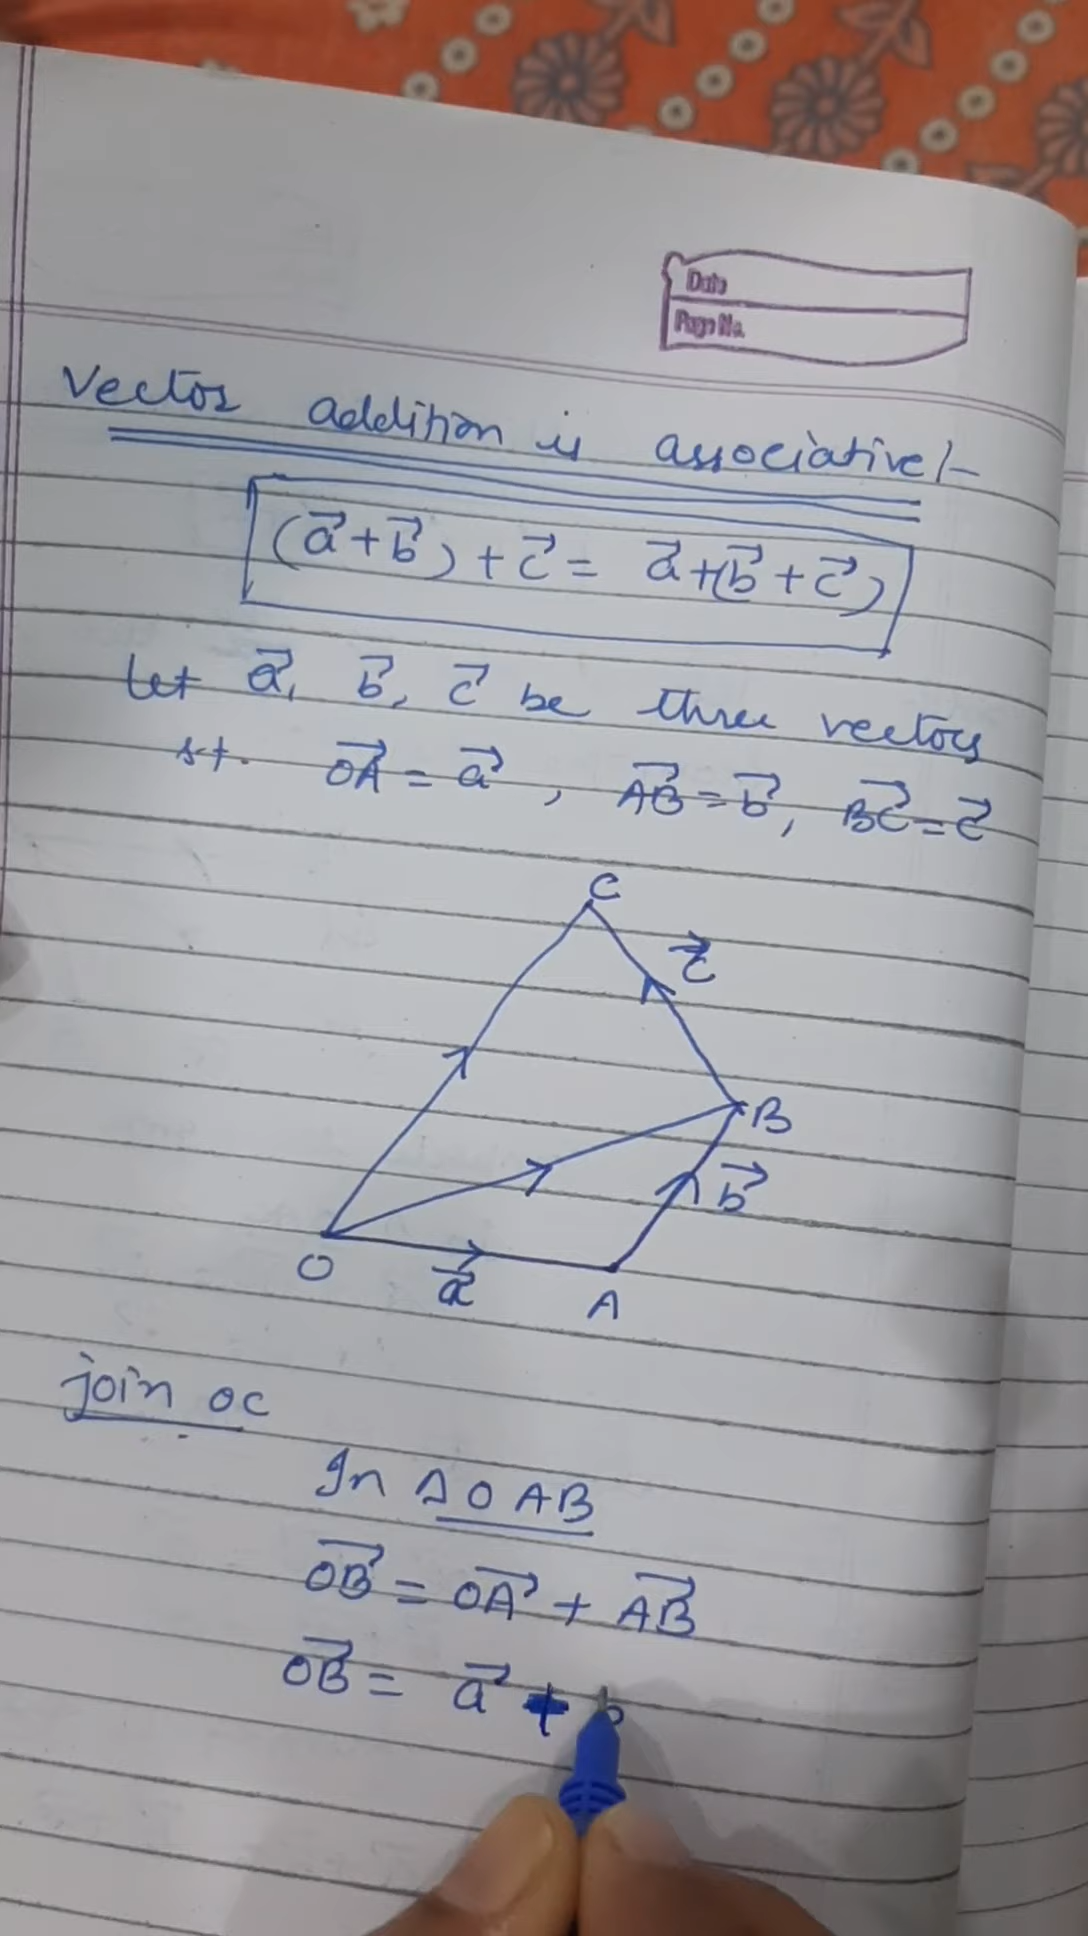 Date
Page No.
Vector addition is associative :-
(a⃗ + b⃗) + c⃗ = a⃗ + (b⃗ + c⃗)
Let a⃗, b⃗, c⃗ be three vectors
s.t. OA⃗ = a⃗ , AB⃗ = b⃗, BC⃗ = c⃗
C
c⃗
B
b⃗
O
a⃗
A
join OC
In Δ OAB
OB⃗ = OA⃗ + AB⃗
OB⃗ = a⃗ + b